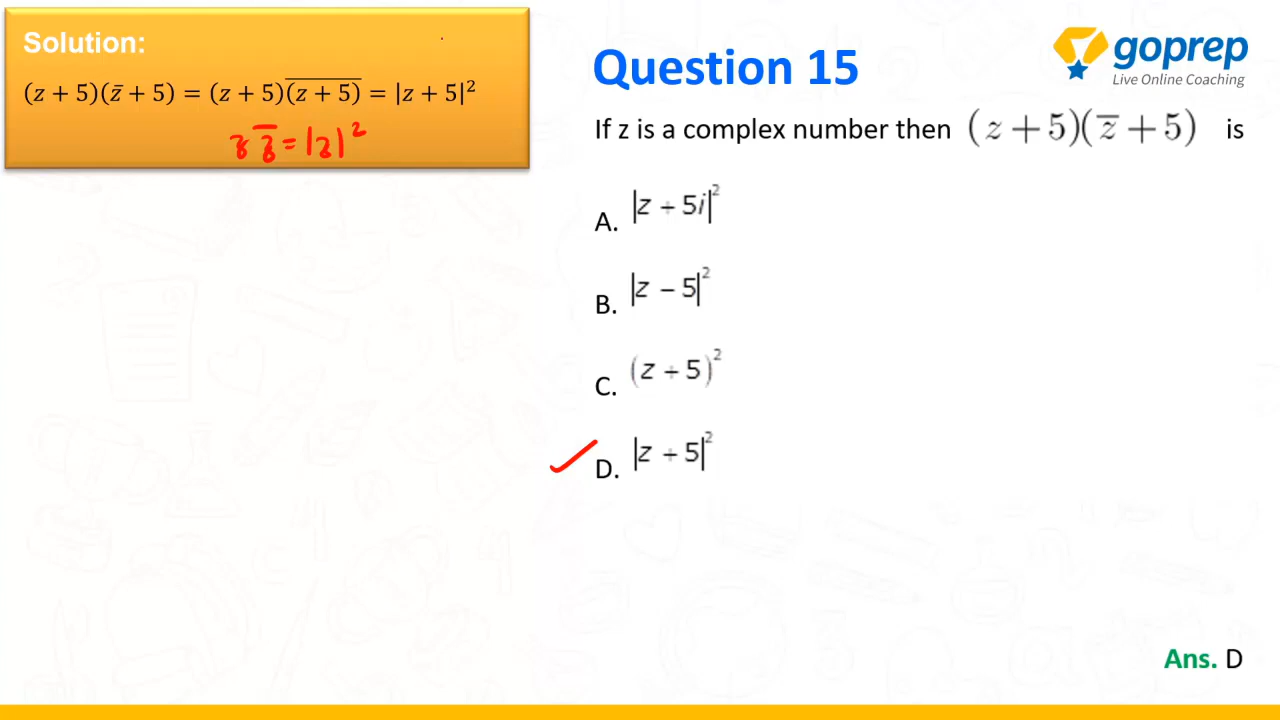 Solution:
(z + 5)(z̄ + 5) = (z + 5)(z + 5)̅ = |z + 5|²
z z̄ = |z|²
goprep
Live Online Coaching
Question 15
If z is a complex number then (z + 5)(z̄ + 5) is
A. |z + 5i|²
B. |z − 5|²
C. (z + 5)²
D. |z + 5|²
Ans. D